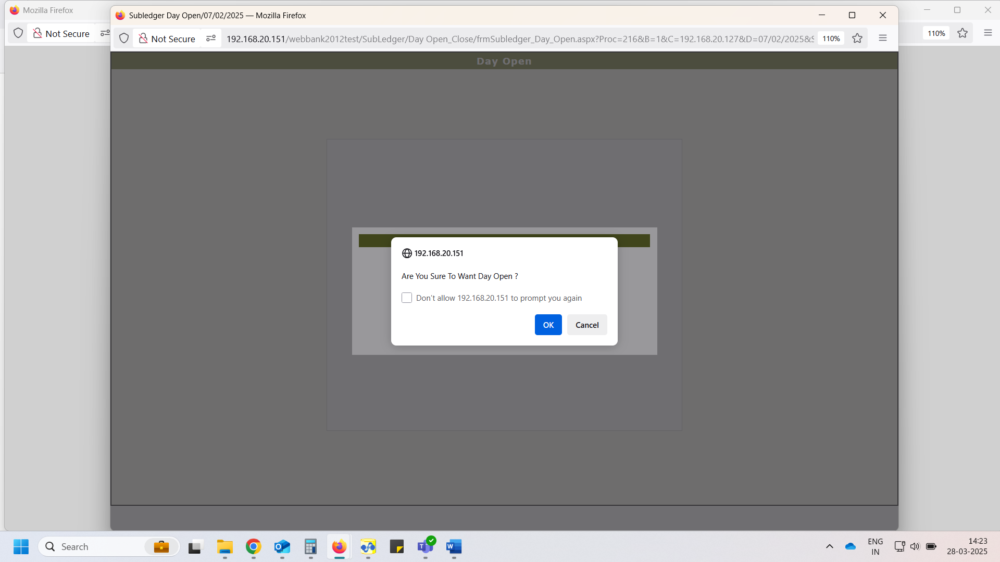 Mozilla Firefox
Not Secure
110%
Subledger Day Open/07/02/2025 — Mozilla Firefox
Not Secure
192.168.20.151/webbank2012test/SubLedger/Day Open_Close/frmSubledger_Day_Open.aspx?Proc=216&B=1&C=192.168.20.127&D=07/02/2025&S
110%
Day Open
192.168.20.151
Are You Sure To Want Day Open ?
Don't allow 192.168.20.151 to prompt you again
OK
Cancel
Search
ENG
IN
14:23
28-03-2025